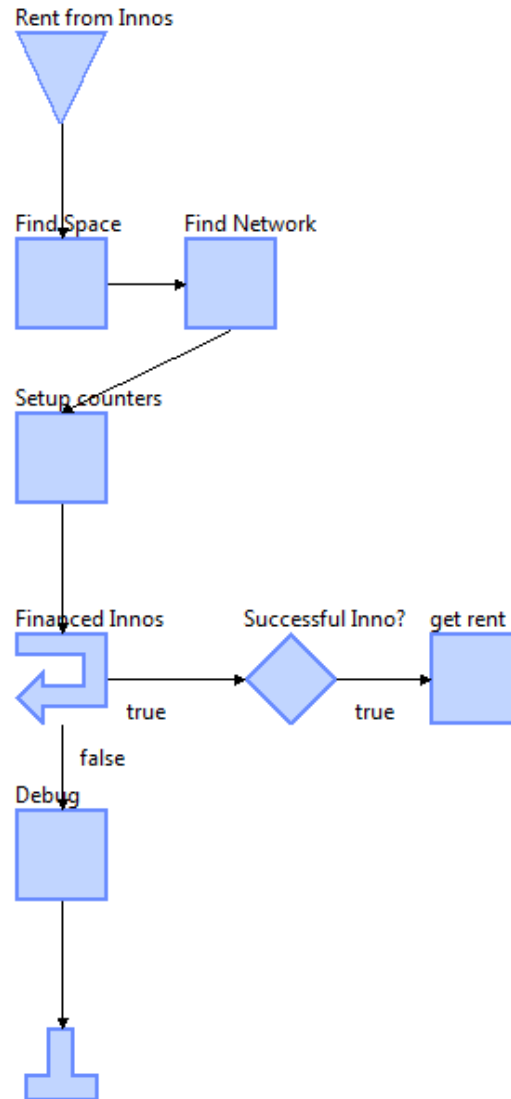 Rent from Innos
Find Space
Find Network
Setup counters
Financed Innos
Successful Inno?
get rent
true
true
false
Debug